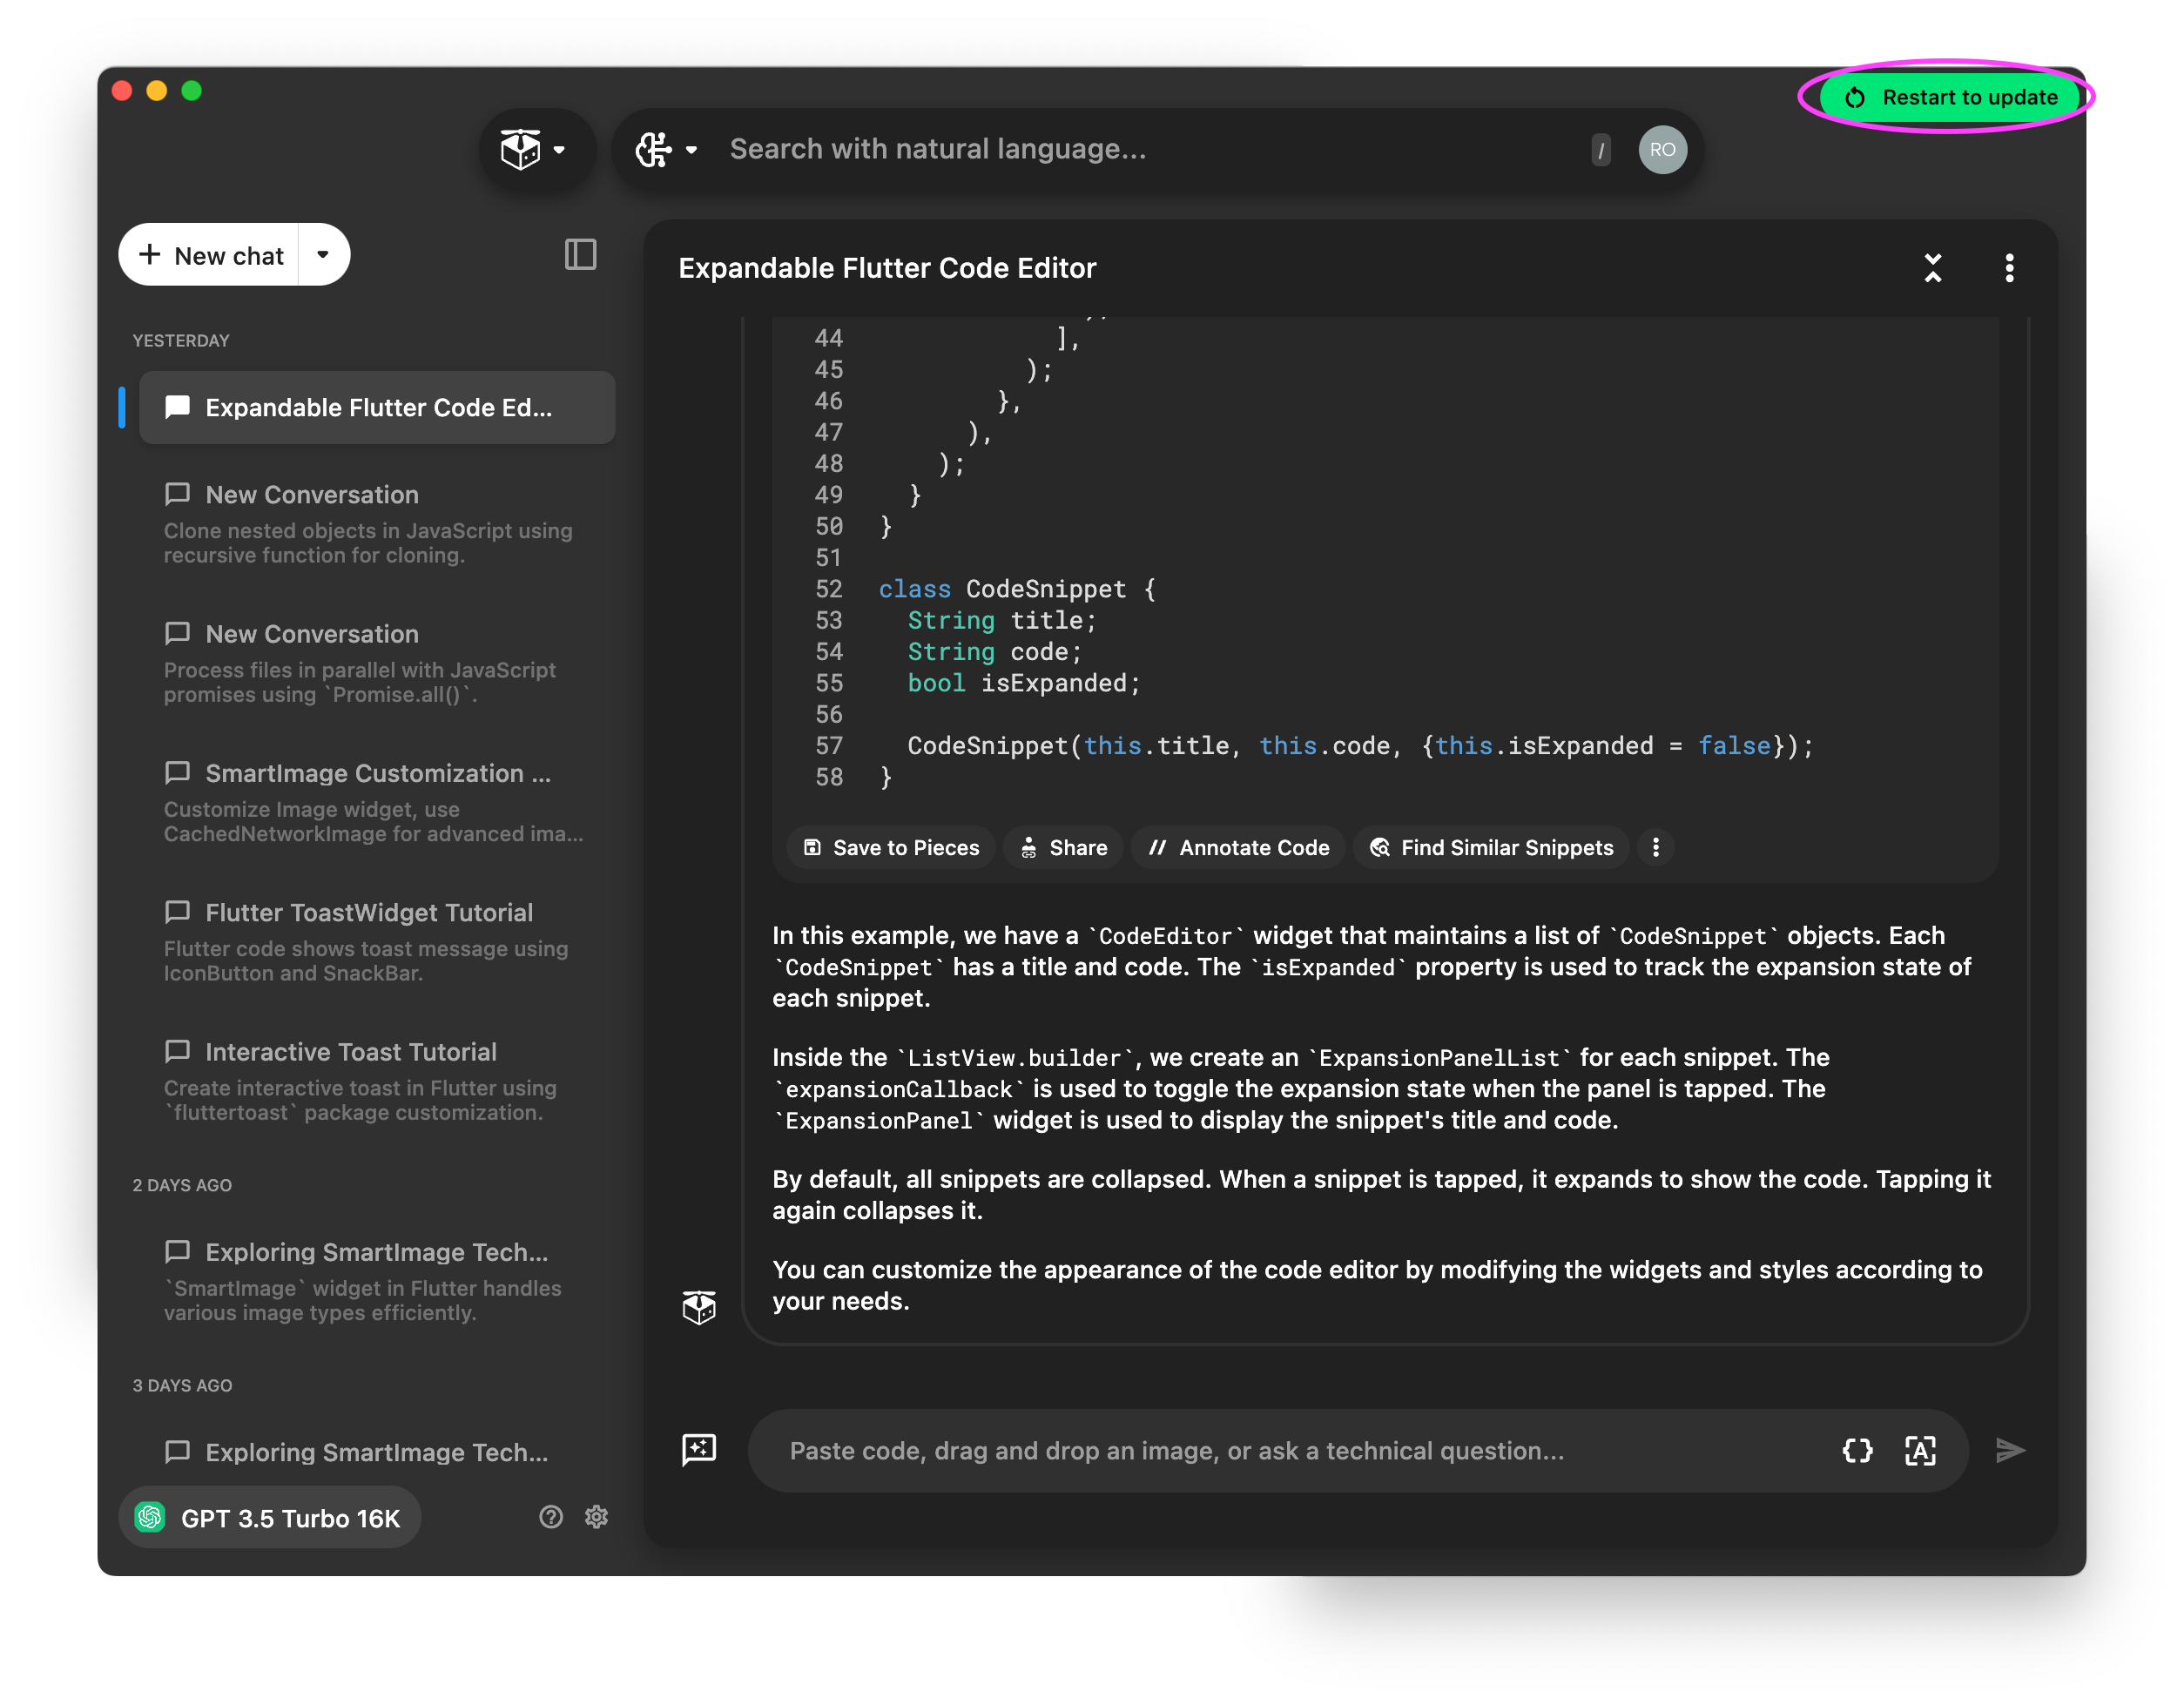 Restart to update
Search with natural language...
/
RO
New chat
YESTERDAY
Expandable Flutter Code Ed...
New Conversation
Clone nested objects in JavaScript using
recursive function for cloning.
New Conversation
Process files in parallel with JavaScript
promises using `Promise.all()`.
SmartImage Customization ...
Customize Image widget, use
CachedNetworkImage for advanced ima...
Flutter ToastWidget Tutorial
Flutter code shows toast message using
IconButton and SnackBar.
Interactive Toast Tutorial
Create interactive toast in Flutter using
`fluttertoast` package customization.
2 DAYS AGO
Exploring SmartImage Tech...
`SmartImage` widget in Flutter handles
various image types efficiently.
3 DAYS AGO
Exploring SmartImage Tech...
GPT 3.5 Turbo 16K
Expandable Flutter Code Editor
44 ],
45 );
46 },
47 ),
48 );
49 }
50 }
51
52 class CodeSnippet {
53 String title;
54 String code;
55 bool isExpanded;
56
57 CodeSnippet(this.title, this.code, {this.isExpanded = false});
58 }
Save to Pieces
Share
Annotate Code
Find Similar Snippets
In this example, we have a `CodeEditor` widget that maintains a list of `CodeSnippet` objects. Each
`CodeSnippet` has a title and code. The `isExpanded` property is used to track the expansion state of
each snippet.
Inside the `ListView.builder`, we create an `ExpansionPanelList` for each snippet. The
`expansionCallback` is used to toggle the expansion state when the panel is tapped. The
`ExpansionPanel` widget is used to display the snippet's title and code.
By default, all snippets are collapsed. When a snippet is tapped, it expands to show the code. Tapping it
again collapses it.
You can customize the appearance of the code editor by modifying the widgets and styles according to
your needs.
Paste code, drag and drop an image, or ask a technical question...